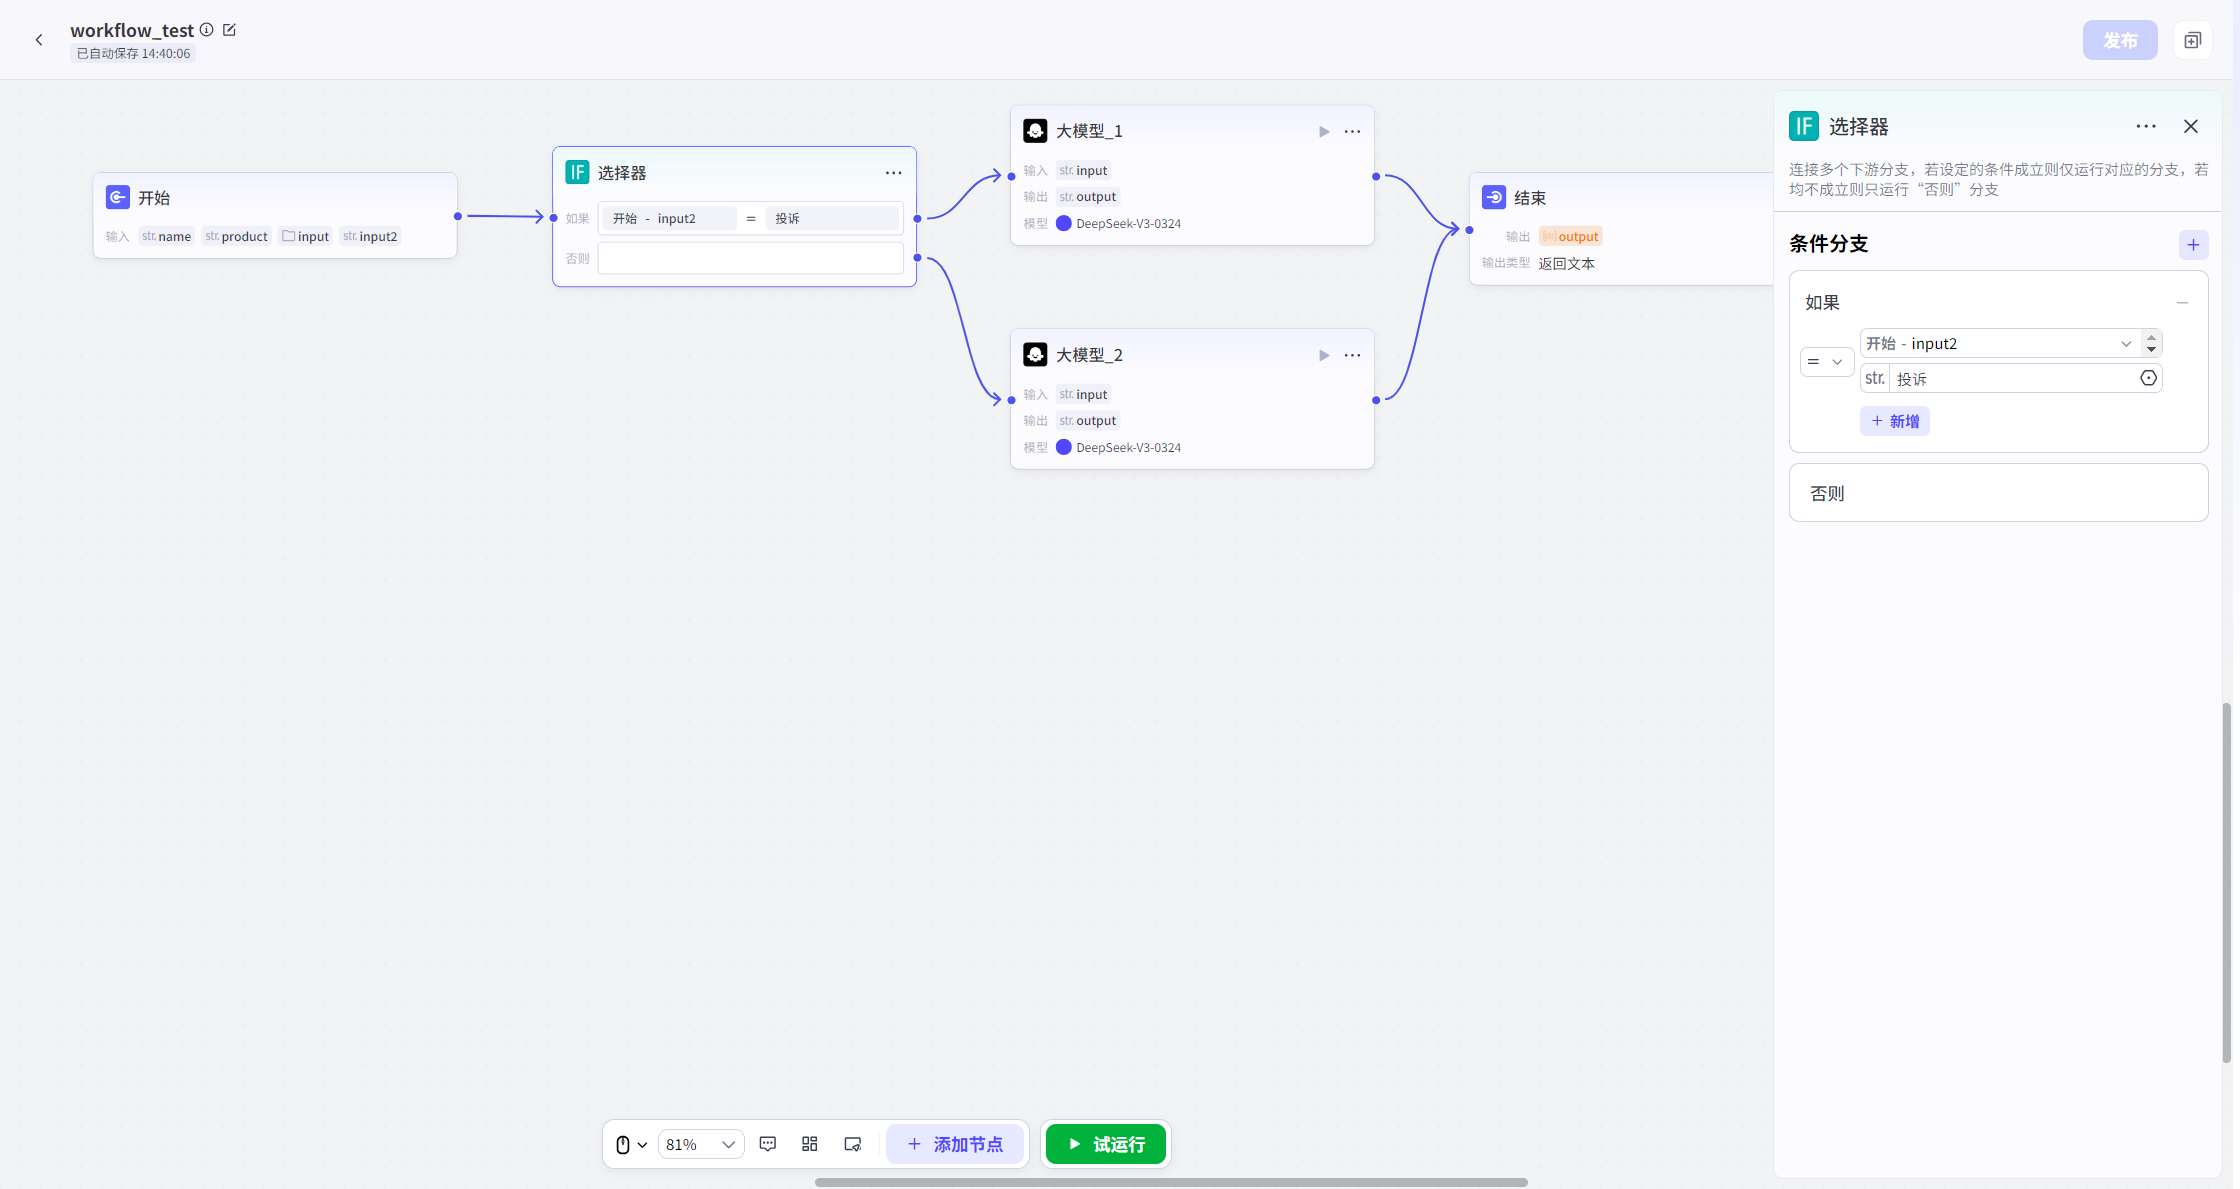 workflow_test
已自动保存 14:40:06
发布
开始
输入 str. name str. product input str. input2
IF 选择器
如果 开始 - input2 = 投诉
否则
大模型_1
输入 str. input
输出 str. output
模型 DeepSeek-V3-0324
大模型_2
输入 str. input
输出 str. output
模型 DeepSeek-V3-0324
结束
输出 output
输出类型 返回文本
IF 选择器
连接多个下游分支，若设定的条件成立则仅运行对应的分支，若
均不成立则只运行“否则”分支
条件分支
+
如果
= 开始 - input2
str. 投诉
+ 新增
否则
81%
+ 添加节点
试运行